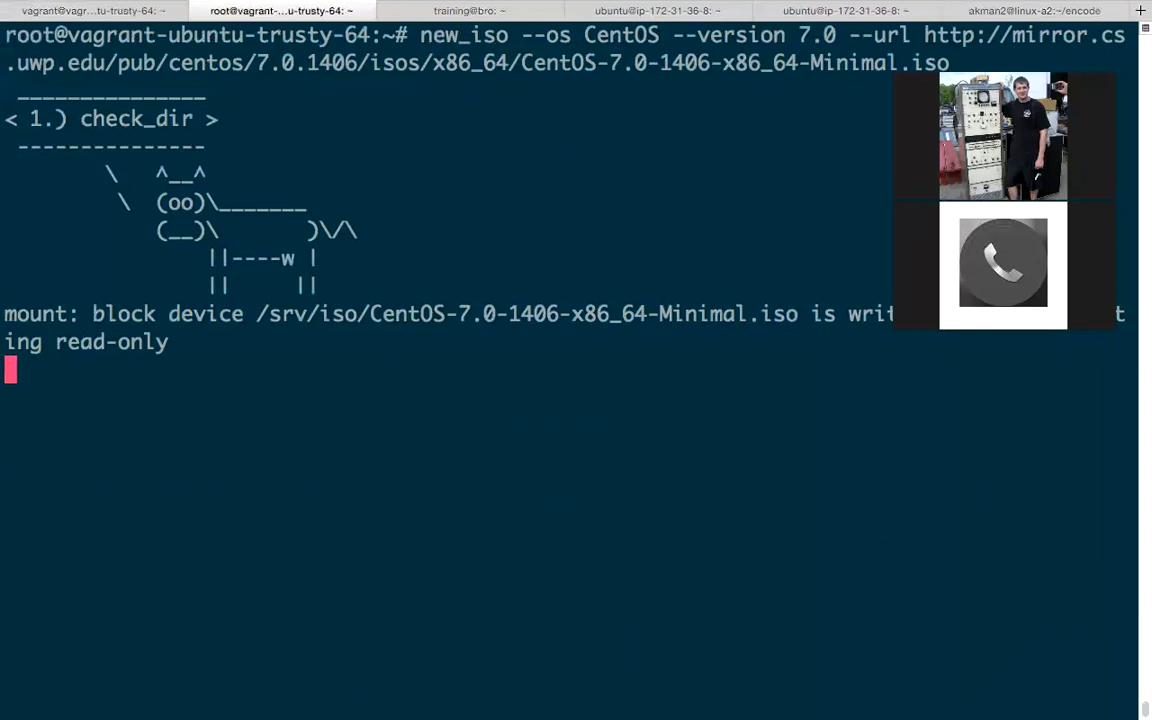 vagrant@vagr...tu-trusty-64: ~
root@vagrant-...u-trusty-64: ~
training@bro: ~
ubuntu@ip-172-31-36-8: ~
ubuntu@ip-172-31-36-8: ~
akman2@linux-a2:~/encode
root@vagrant-ubuntu-trusty-64:~# new_iso --os CentOS --version 7.0 --url http://mirror.cs
.uwp.edu/pub/centos/7.0.1406/isos/x86_64/CentOS-7.0-1406-x86_64-Minimal.iso
_______________
< 1.) check_dir >
---------------
\   ^__^
\  (oo)\_______
(__)\       )\/\
||----w |
||     ||
mount: block device /srv/iso/CentOS-7.0-1406-x86_64-Minimal.iso is
ing read-only